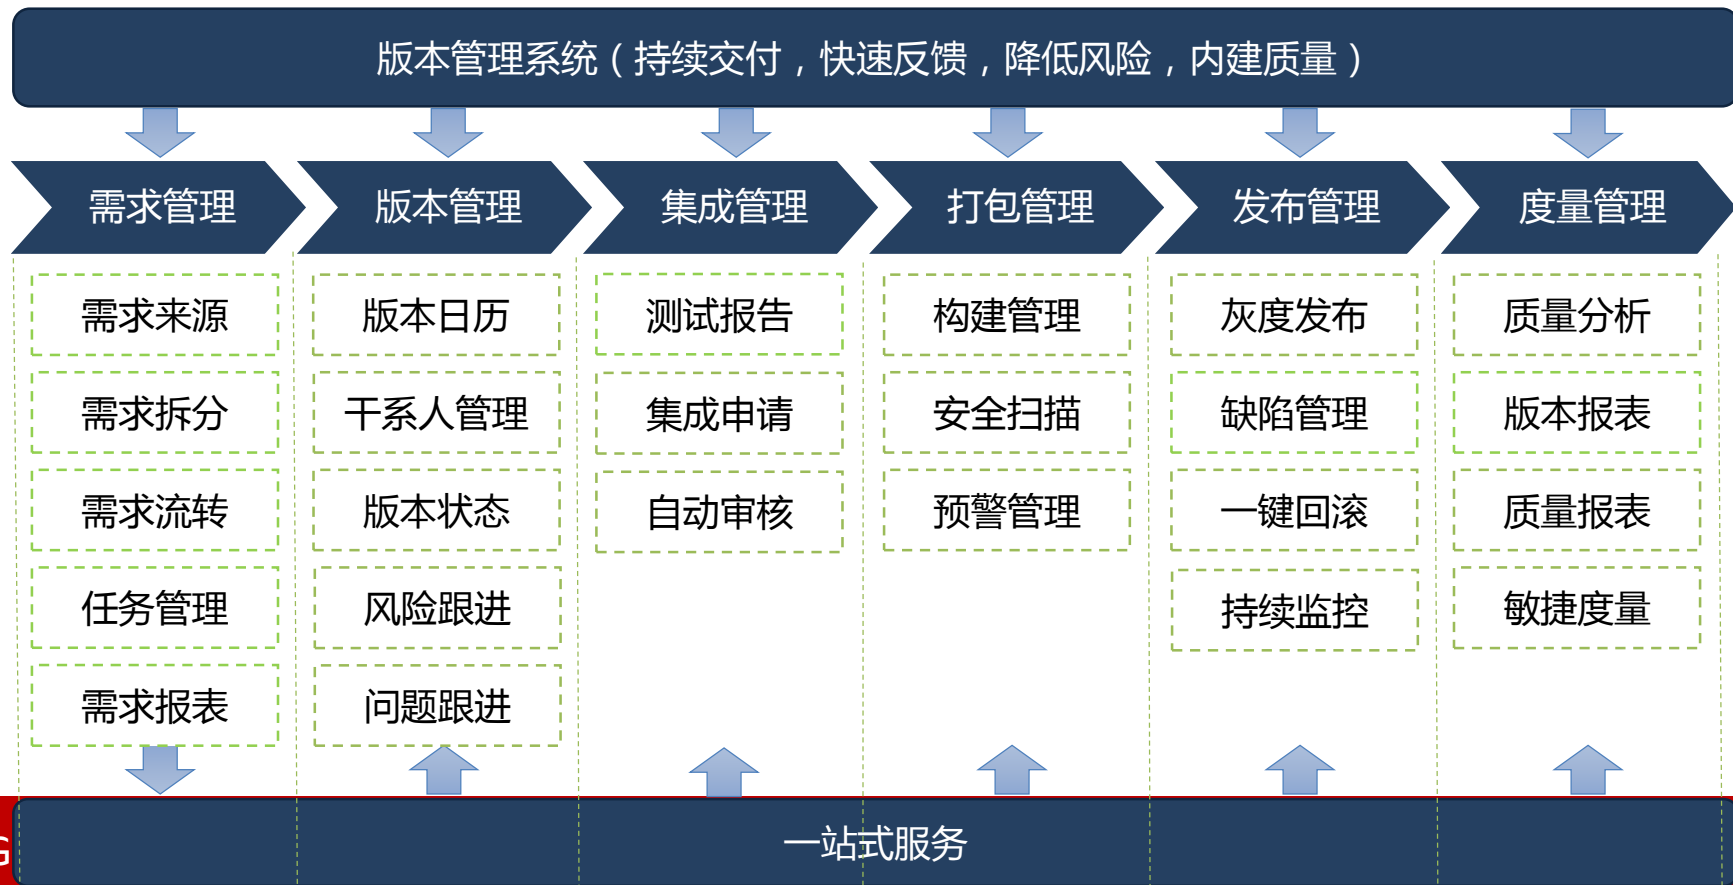 版本管理系统（持续交付，快速反馈，降低风险，内建质量）
需求管理
版本管理
集成管理
打包管理
发布管理
度量管理
需求来源
需求拆分
需求流转
任务管理
需求报表
版本日历
干系人管理
版本状态
风险跟进
问题跟进
测试报告
集成申请
自动审核
构建管理
安全扫描
预警管理
灰度发布
缺陷管理
一键回滚
持续监控
质量分析
版本报表
质量报表
敏捷度量
一站式服务
G